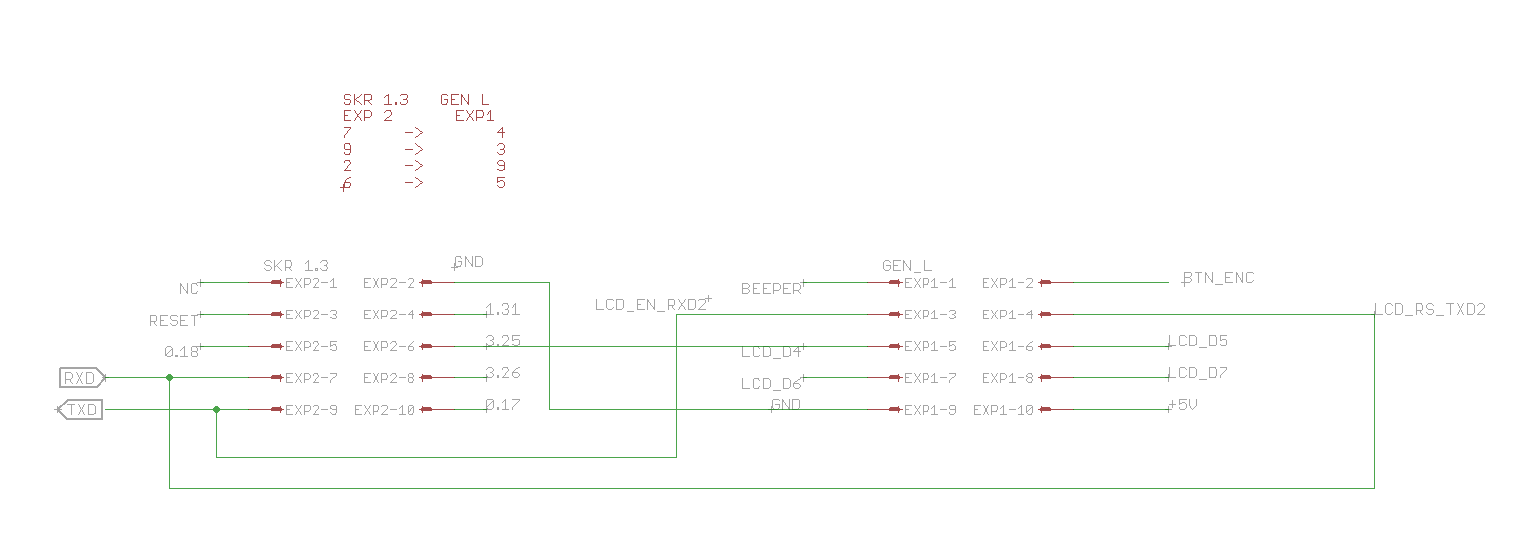 SKR 1.3 GEN L
EXP 2 EXP1
7 -> 4
9 -> 3
2 -> 9
6 -> 5
SKR 1.3 GND GEN_L
NC EXP2-1 EXP2-2 BEEPER EXP1-1 EXP1-2 BTN_ENC
RESET EXP2-3 EXP2-4 1.31 LCD_EN_RXD2 EXP1-3 EXP1-4 LCD_RS_TXD2
0.18 EXP2-5 EXP2-6 3.25 LCD_D4 EXP1-5 EXP1-6 LCD_D5
RXD EXP2-7 EXP2-8 3.26 LCD_D6 EXP1-7 EXP1-8 LCD_D7
TXD EXP2-9 EXP2-10 0.17 GND EXP1-9 EXP1-10 +5V